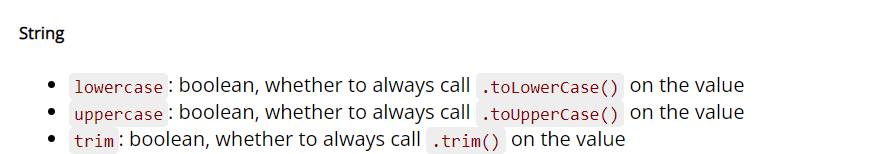 String
• lowercase: boolean, whether to always call .toLowerCase() on the value
• uppercase: boolean, whether to always call .toUpperCase() on the value
• trim: boolean, whether to always call .trim() on the value